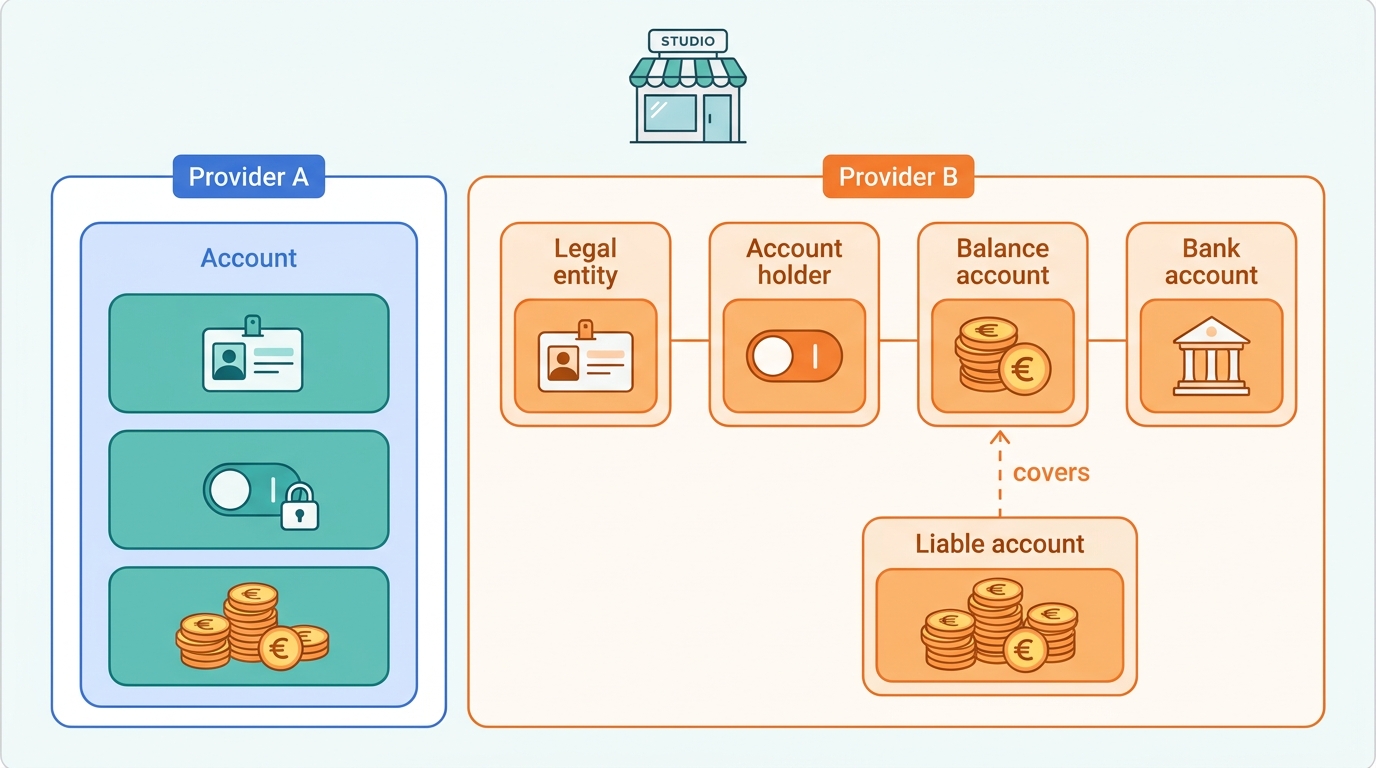 STUDIO
Provider A
Provider B
Account
Legal
entity
Account
holder
Balance
account
Bank
account
covers
Liable account